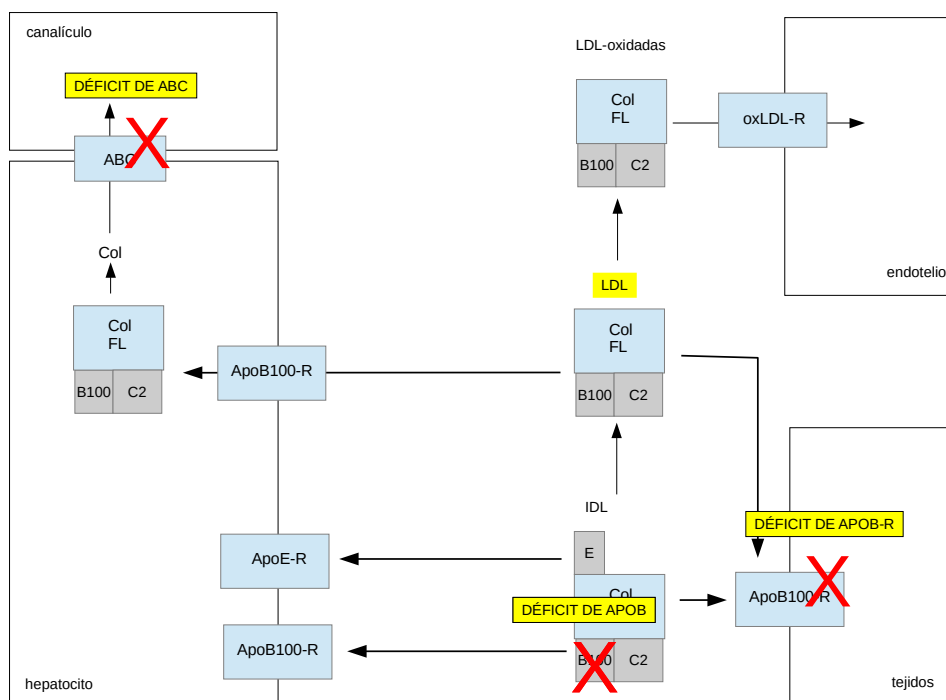 canalículo
DÉFICIT DE ABC
ABC
Col
Col
FL
B100
C2
hepatocito
ApoB100-R
ApoE-R
ApoB100-R
LDL-oxidadas
Col
FL
B100
C2
oxLDL-R
endotelio
LDL
Col
FL
B100
C2
IDL
E
Col
DÉFICIT DE APOB
B100
C2
DÉFICIT DE APOB-R
ApoB100-R
tejidos